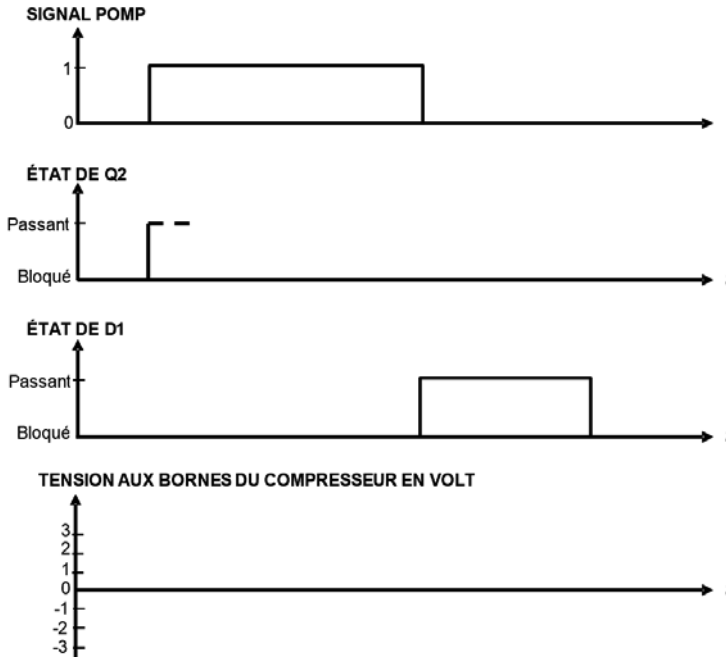 SIGNAL POMP
1
0
ÉTAT DE Q2
Passant
Bloqué
ÉTAT DE D1
Passant
Bloqué
TENSION AUX BORNES DU COMPRESSEUR EN VOLT
3
2
1
0
-1
-2
-3